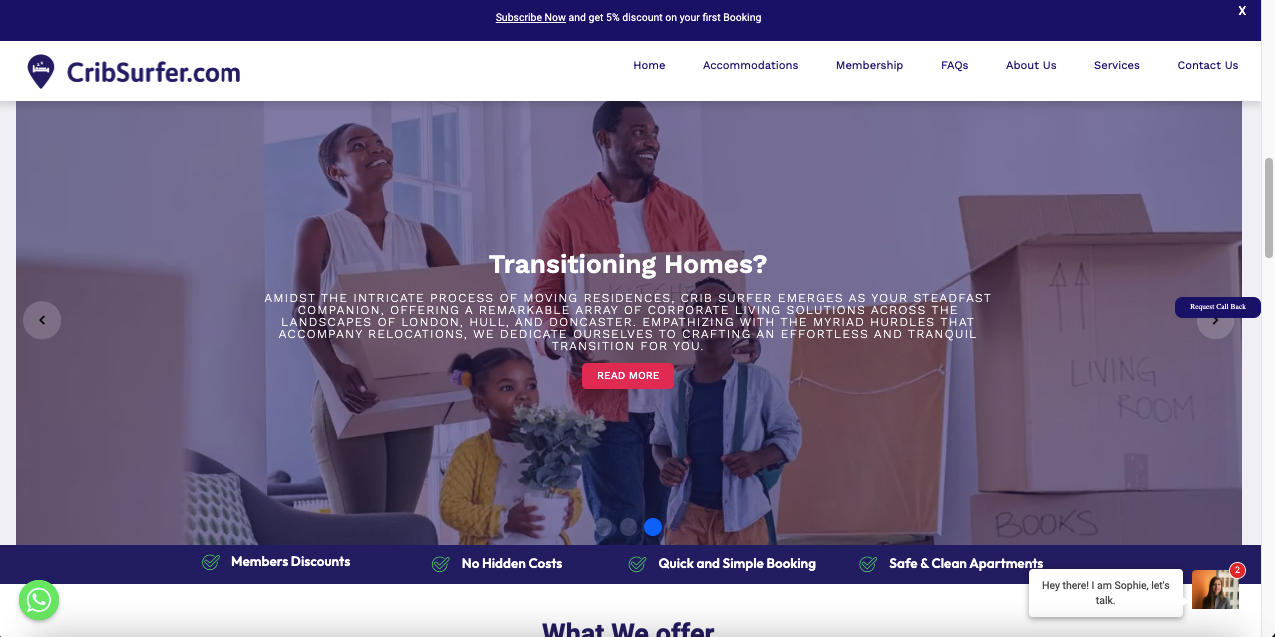 Subscribe Now and get 5% discount on your first Booking
X
CribSurfer.com
Home Accommodations Membership FAQs About Us Services Contact Us
Transitioning Homes?
AMIDST THE INTRICATE PROCESS OF MOVING RESIDENCES, CRIB SURFER EMERGES AS YOUR STEADFAST
COMPANION, OFFERING A REMARKABLE ARRAY OF CORPORATE LIVING SOLUTIONS ACROSS THE
LANDSCAPES OF LONDON, HULL, AND DONCASTER. EMPATHIZING WITH THE MYRIAD HURDLES THAT
ACCOMPANY RELOCATIONS, WE DEDICATE OURSELVES TO CRAFTING AN EFFORTLESS AND TRANQUIL
TRANSITION FOR YOU.
READ MORE
Request Call Back
KITCHEN
LIVING
ROOM
BOOKS
Members Discounts No Hidden Costs Quick and Simple Booking Safe & Clean Apartments
Hey there! I am Sophie, let's
talk.
2
What We offer